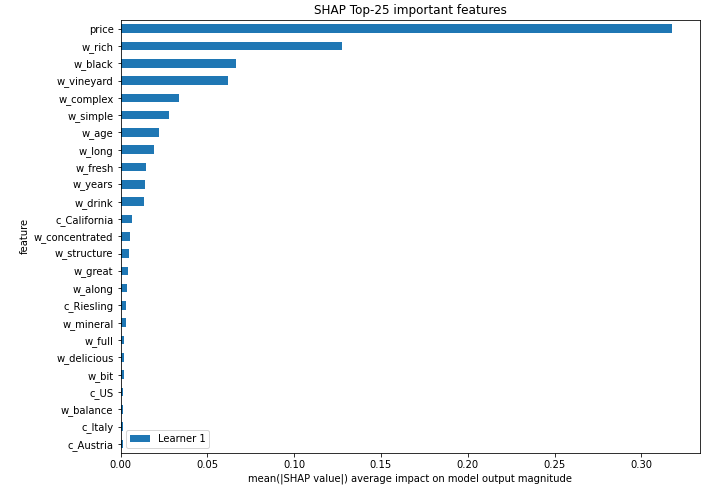 SHAP Top-25 important features
price
w_rich
w_black
w_vineyard
w_complex
w_simple
w_age
w_long
w_fresh
w_years
w_drink
c_California
w_concentrated
w_structure
w_great
w_along
c_Riesling
w_mineral
w_full
w_delicious
w_bit
c_US
w_balance
c_Italy
c_Austria
feature
Learner 1
0.00 0.05 0.10 0.15 0.20 0.25 0.30
mean(|SHAP value|) average impact on model output magnitude